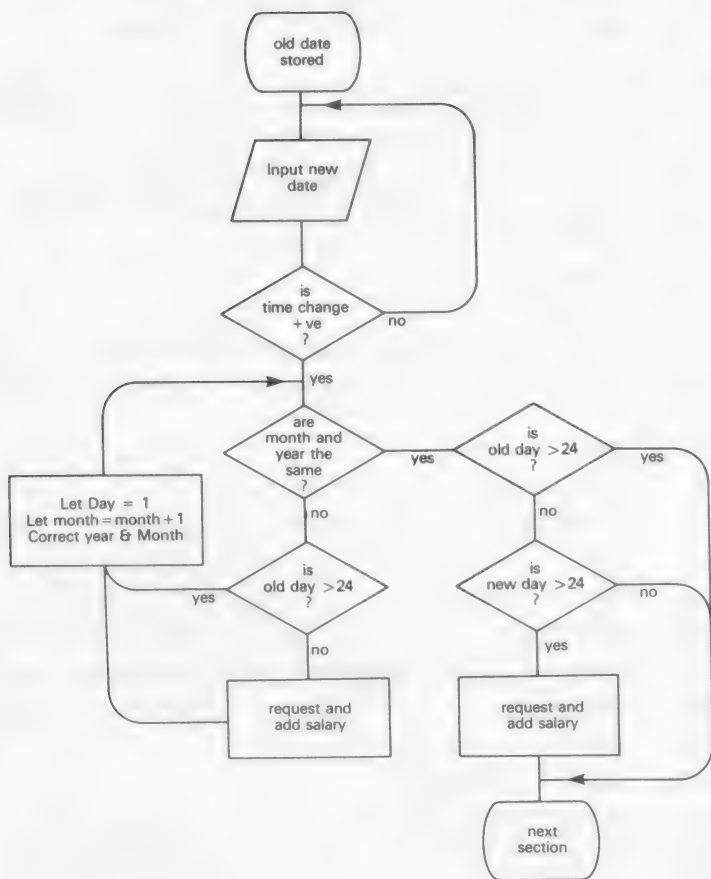 old date
stored
Input new
date
is
time change
+ ve
?
no
yes
are
month and
year the
same
?
yes
is
old day >24
?
yes
Let Day = 1
Let month = month + 1
Correct year & Month
no
no
is
old day >24
?
yes
is
new day >24
?
no
no
yes
request and
add salary
request and
add salary
next
section